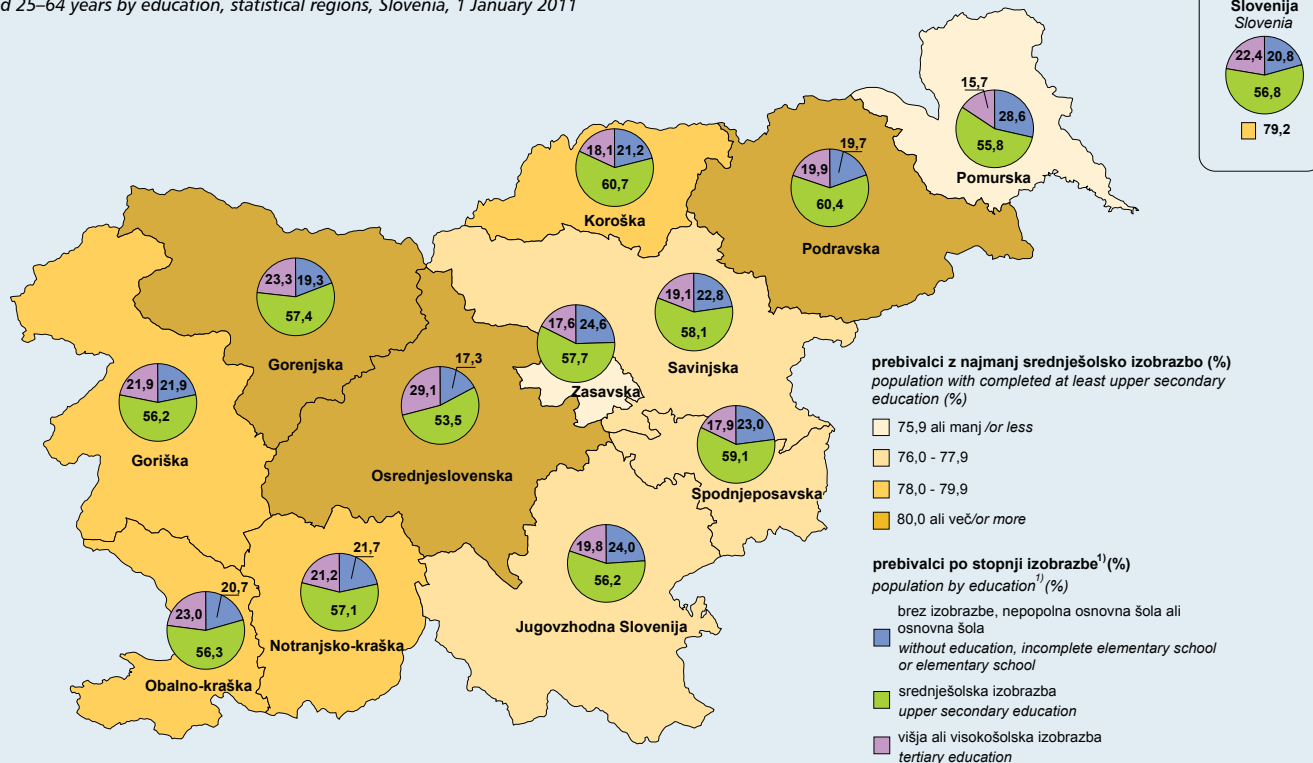 d 25–64 years by education, statistical regions, Slovenia, 1 January 2011
Slovenija
Slovenia
22,4 20,8
56,8
79,2
15,7
28,6
55,8
Pomurska
18,1 21,2
60,7
Koroška
19,7
19,9
60,4
Podravska
23,3 19,3
57,4
Gorenjska
19,1 22,8
58,1
Savinjska
17,6 24,6
57,7
Zasavska
17,3
29,1
53,5
Osrednjeslovenska
21,9 21,9
56,2
Goriška
17,9 23,0
59,1
Spodnjeposavska
19,8 24,0
56,2
Jugovzhodna Slovenija
21,7
21,2
57,1
Notranjsko-kraška
20,7
23,0
56,3
Obalno-kraška
prebivalci z najmanj srednješolsko izobrazbo (%)
population with completed at least upper secondary
education (%)
75,9 ali manj /or less
76,0 - 77,9
78,0 - 79,9
80,0 ali več/or more
prebivalci po stopnji izobrazbe1)(%)
population by education1)(%)
brez izobrazbe, nepopolna osnovna šola ali
osnovna šola
without education, incomplete elementary school
or elementary school
srednješolska izobrazba
upper secondary education
višja ali visokošolska izobrazba
tertiary education